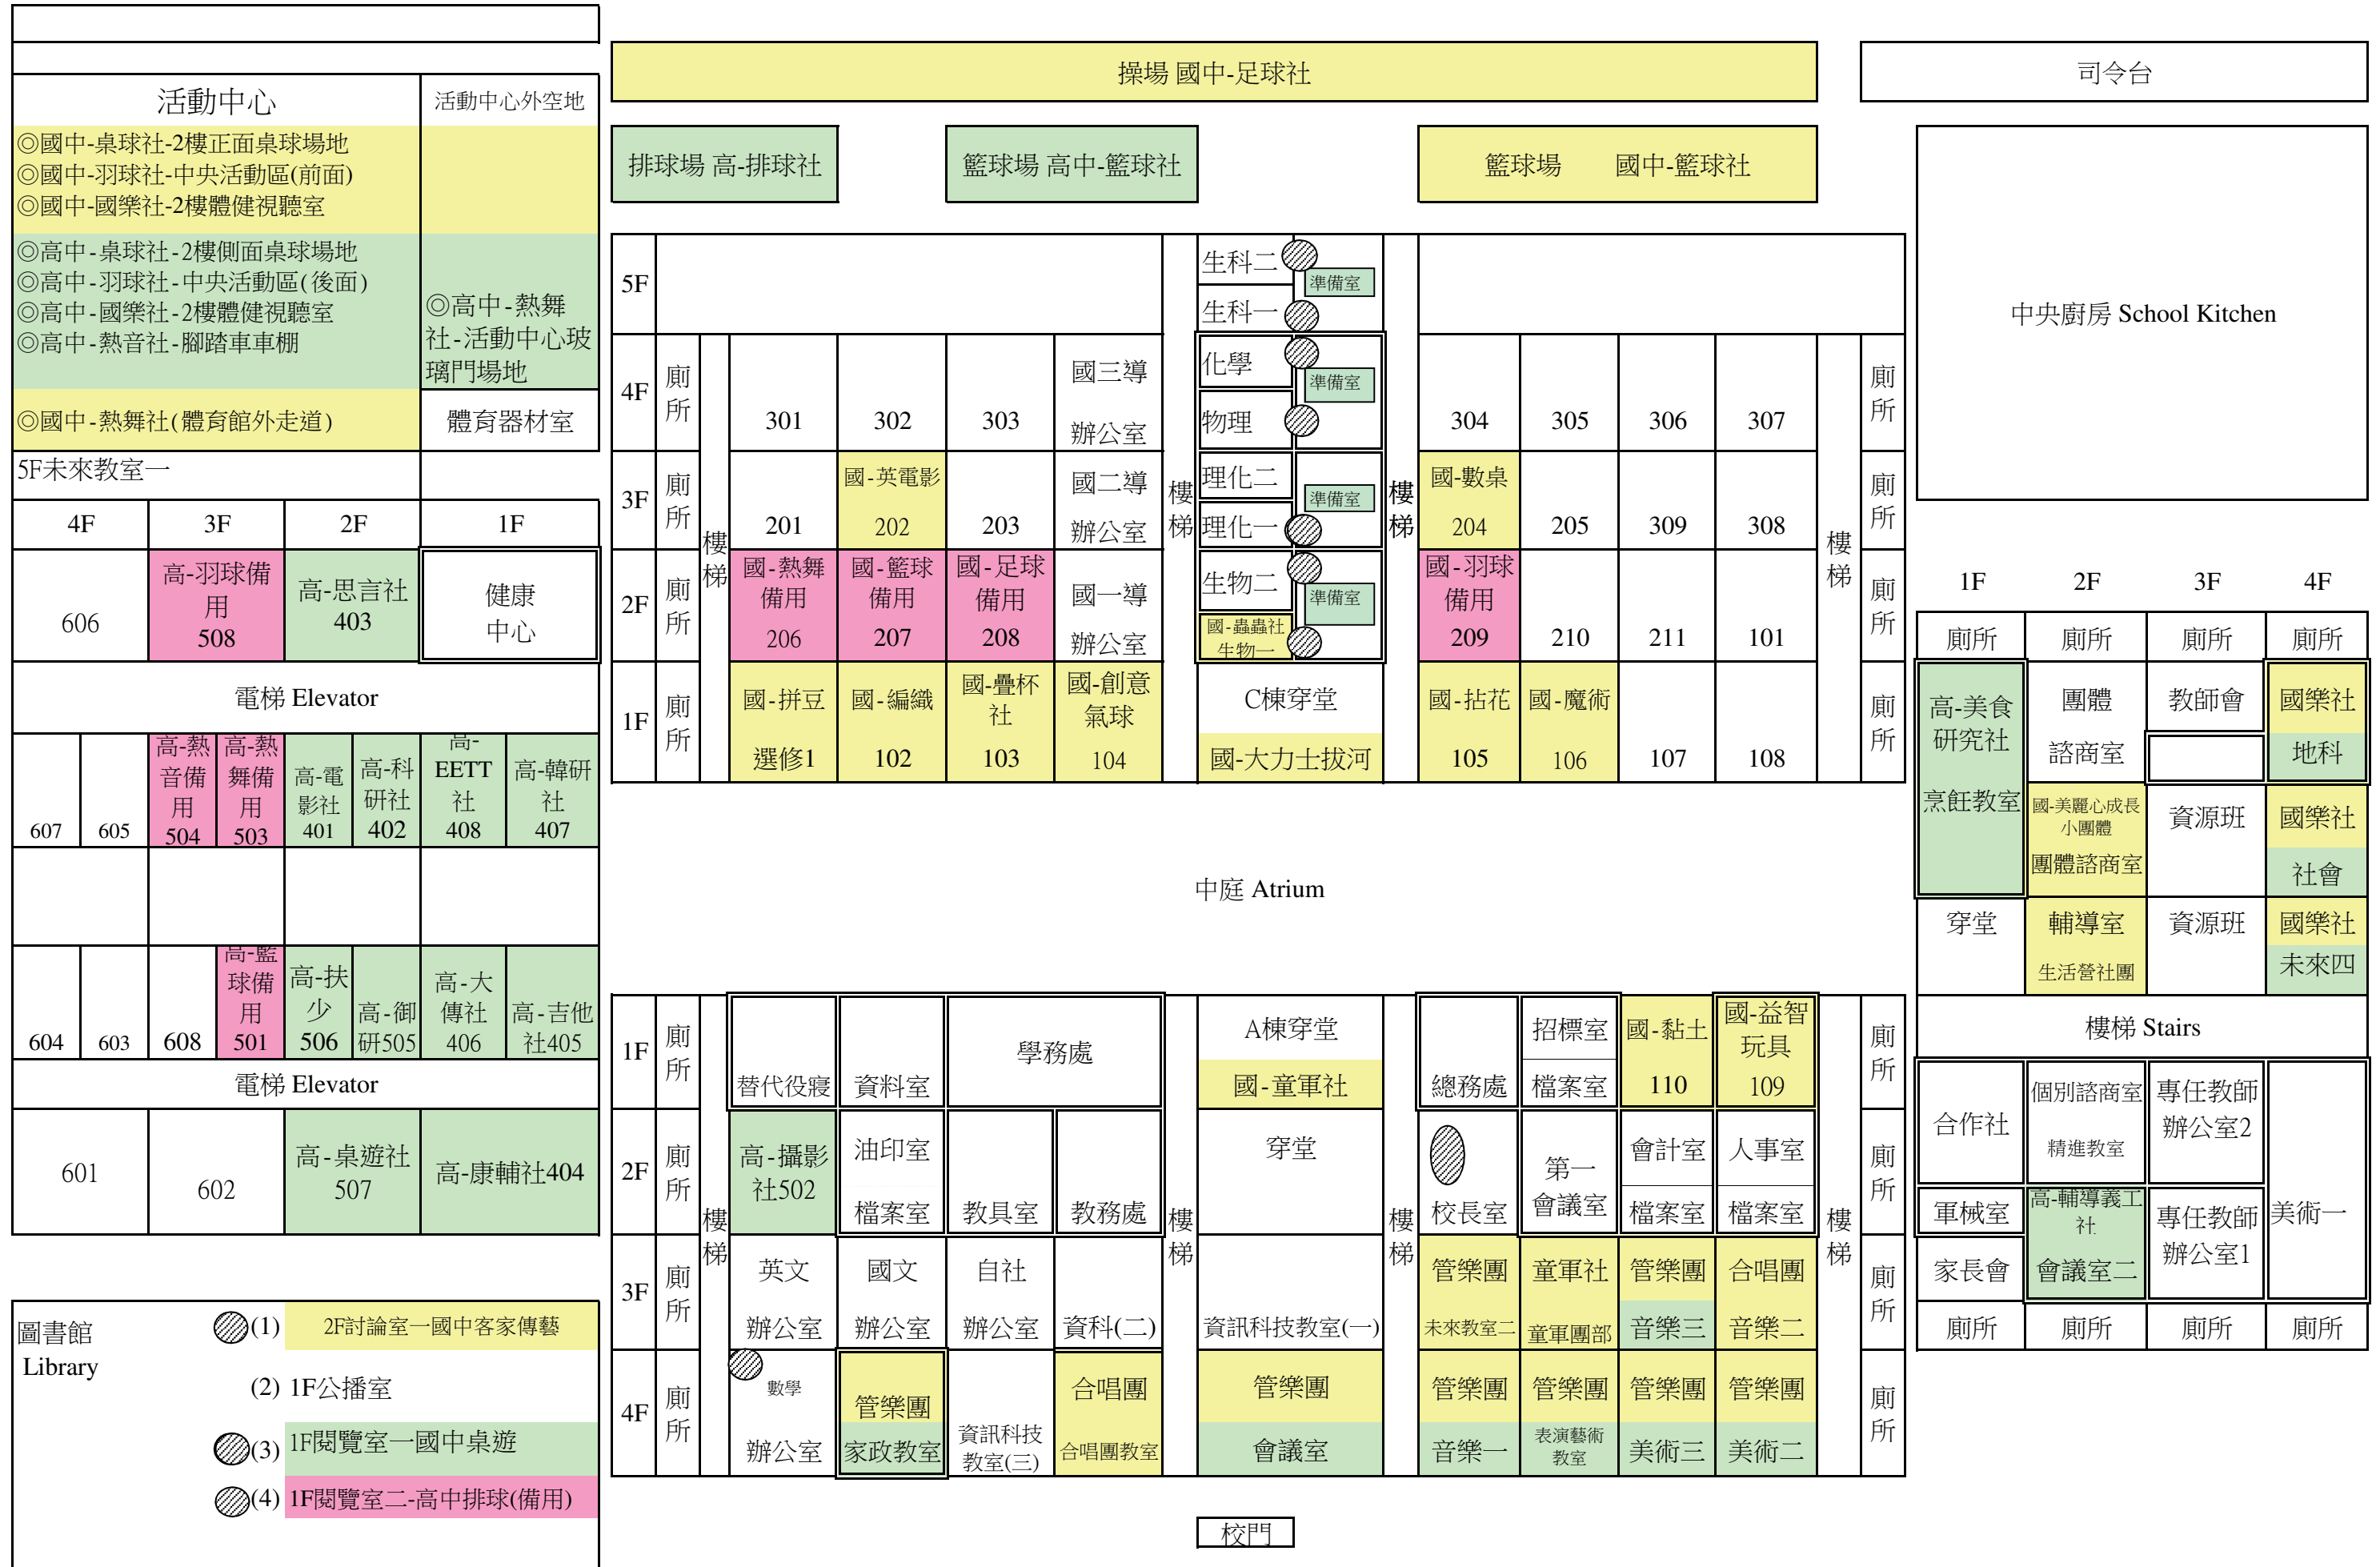 活動中心
活動中心外空地
◎國中-桌球社-2樓正面桌球場地
◎國中-羽球社-中央活動區(前面)
◎國中-國樂社-2樓體健視聽室
◎高中-桌球社-2樓側面桌球場地
◎高中-羽球社-中央活動區(後面)
◎高中-國樂社-2樓體健視聽室
◎高中-熱音社-腳踏車車棚
◎高中-熱舞
社-活動中心玻
璃門場地
◎國中-熱舞社(體育館外走道)
體育器材室
5F未來教室一
4F
3F
2F
1F
606
高-羽球備
用
508
高-思言社
403
健康
中心
電梯 Elevator
607
605
高-熱
音備
用
504
高-熱
舞備
用
503
高-電
影社
401
高-科
研社
402
高-
EETT
社
408
高-韓研
社
407
604
603
608
高-籃
球備
用
501
高-扶
少
506
高-御
研505
高-大
傳社
406
高-吉他
社405
電梯 Elevator
601
602
高-桌遊社
507
高-康輔社404
圖書館
Library
(1)
2F討論室一國中客家傳藝
(2) 1F公播室
(3)
1F閱覽室一國中桌遊
(4)
1F閱覽室二-高中排球(備用)
操場 國中-足球社
司令台
排球場 高-排球社
籃球場 高中-籃球社
籃球場 國中-籃球社
中央廚房 School Kitchen
5F
生科二
準備室
生科一
4F
廁
所
301
302
303
國三導
辦公室
化學
準備室
物理
304
305
306
307
廁
所
3F
廁
所
201
國-英電影
202
203
國二導
辦公室
理化二
準備室
理化一
國-數桌
204
205
309
308
廁
所
樓
梯
樓
梯
樓
梯
樓
梯
2F
廁
所
國-熱舞
備用
206
國-籃球
備用
207
國-足球
備用
208
國一導
辦公室
生物二
準備室
國-蟲蟲社
生物一
國-羽球
備用
209
210
211
101
廁
所
1F
廁
所
國-拼豆
選修1
國-編織
102
國-疊杯
社
103
國-創意
氣球
104
C棟穿堂
國-大力士拔河
國-拈花
105
國-魔術
106
107
108
廁
所
中庭 Atrium
1F
廁
所
替代役寢
資料室
學務處
A棟穿堂
國-童軍社
總務處
招標室
檔案室
國-黏土
110
國-益智
玩具
109
廁
所
2F
廁
所
高-攝影
社502
油印室
檔案室
教具室
教務處
穿堂
校長室
第一
會議室
會計室
檔案室
人事室
檔案室
廁
所
樓
梯
樓
梯
樓
梯
樓
梯
3F
廁
所
英文
辦公室
國文
辦公室
自社
辦公室
資科(二)
資訊科技教室(一)
管樂團
未來教室二
童軍社
童軍團部
管樂團
音樂三
合唱團
音樂二
廁
所
4F
廁
所
數學
辦公室
管樂團
家政教室
資訊科技
教室(三)
合唱團
合唱團教室
管樂團
會議室
管樂團
音樂一
管樂團
表演藝術
教室
管樂團
美術三
管樂團
美術二
廁
所
校門
1F
2F
3F
4F
廁所
廁所
廁所
廁所
高-美食
研究社
烹飪教室
團體
諮商室
教師會
國樂社
地科
國-美麗心成長
小團體
團體諮商室
資源班
國樂社
社會
穿堂
輔導室
生活營社團
資源班
國樂社
未來四
樓梯 Stairs
合作社
個別諮商室
精進教室
專任教師
辦公室2
美術一
軍械室
高-輔導義工
社
會議室二
專任教師
辦公室1
家長會
廁所
廁所
廁所
廁所